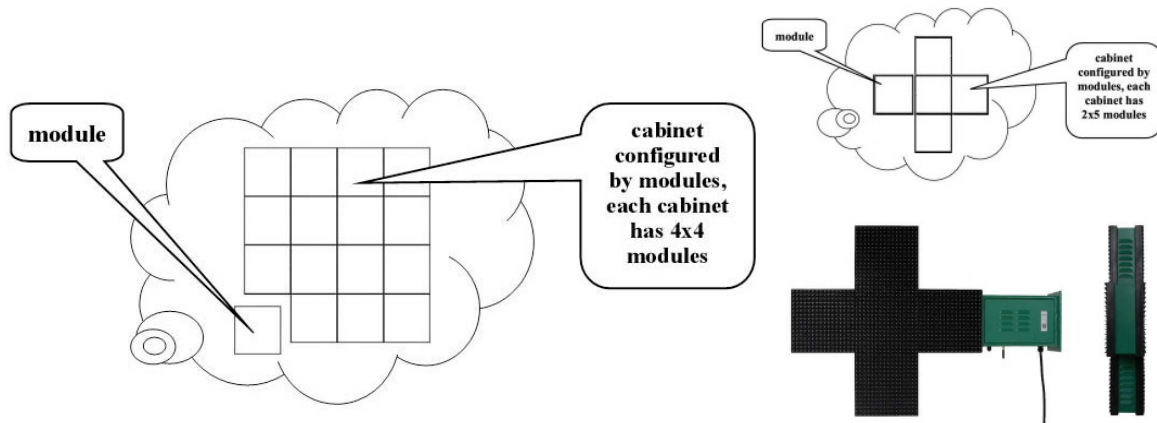 module
cabinet
configured
by modules,
each cabinet
has 4x4
modules
module
cabinet
configured by
modules, each
cabinet has
2x5 modules